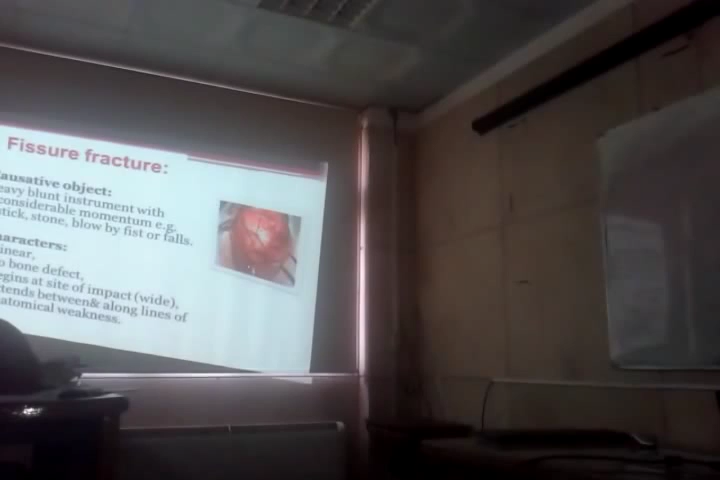 Fissure fracture:
ausative object:
eavy blunt instrument with
considerable momentum e.g.
stick, stone, blow by fist or falls.
haracters:
inear,
o bone defect,
egins at site of impact (wide),
tends between& along lines of
atomical weakness.